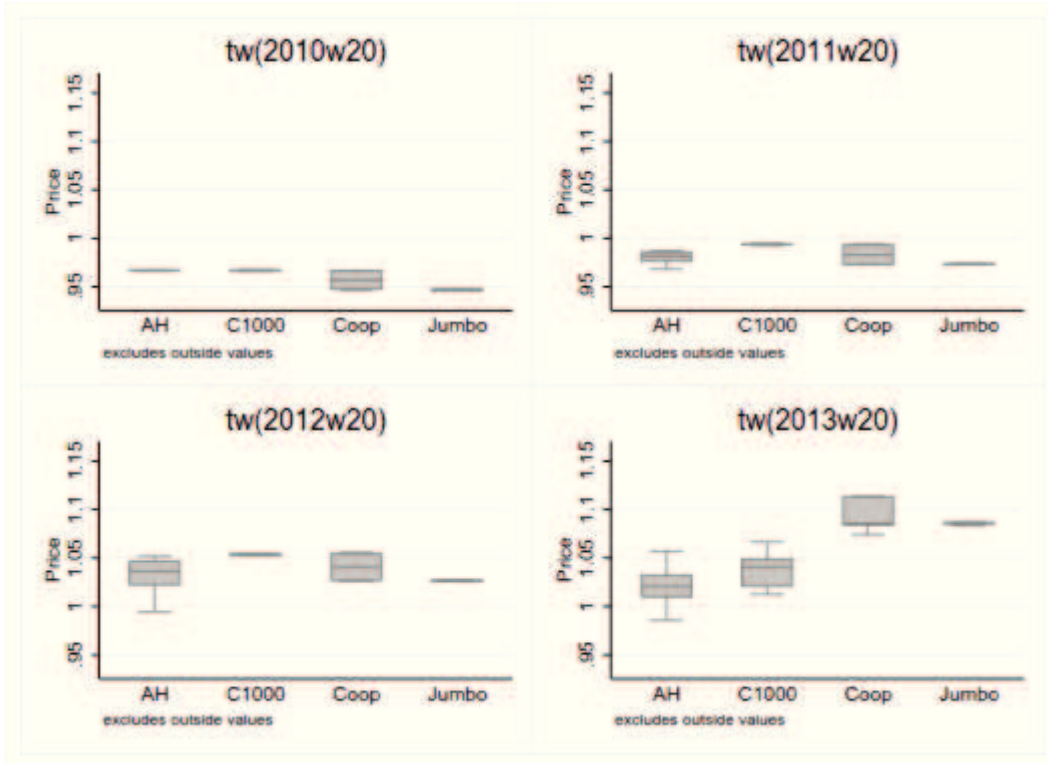 tw(2010w20)
Price
1.15
1.1
1.05
1
.95
AH C1000 Coop Jumbo
excludes outside values
tw(2011w20)
Price
1.15
1.1
1.05
1
.95
AH C1000 Coop Jumbo
excludes outside values
tw(2012w20)
Price
1.15
1.1
1.05
1
.95
AH C1000 Coop Jumbo
excludes outside values
tw(2013w20)
Price
1.15
1.1
1.05
1
.95
AH C1000 Coop Jumbo
excludes outside values